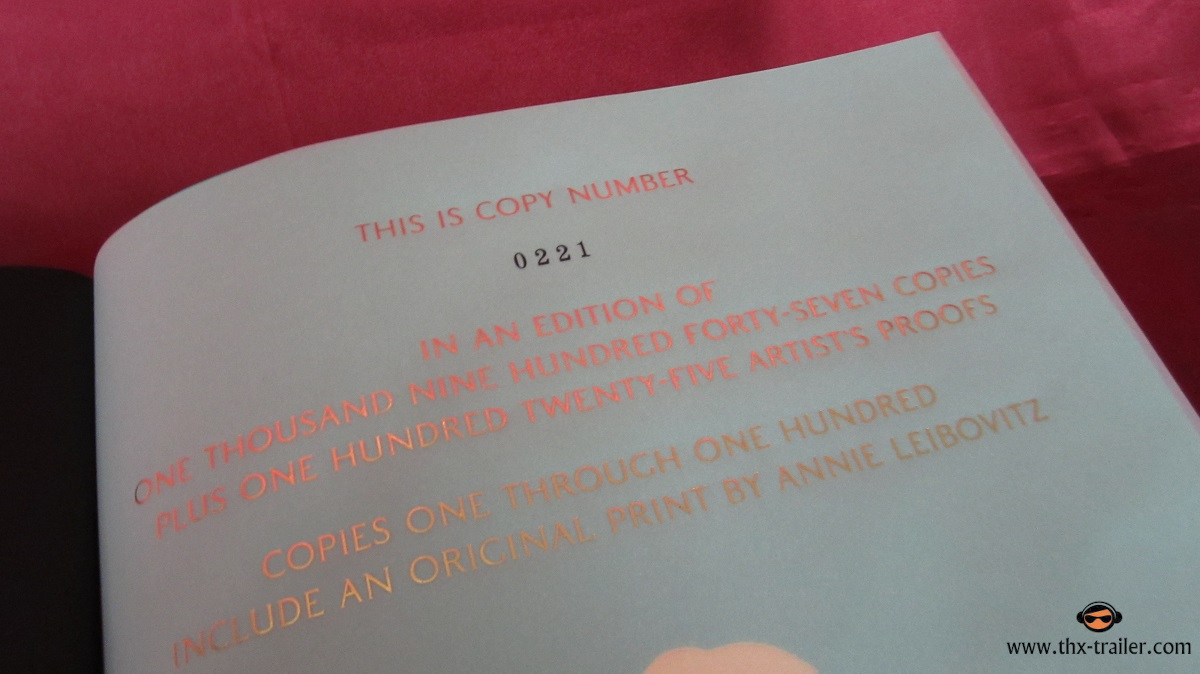 THIS IS COPY NUMBER
0221
IN AN EDITION OF
ONE THOUSAND NINE HUNDRED FORTY-SEVEN COPIES
PLUS ONE HUNDRED TWENTY-FIVE ARTIST'S PROOFS
COPIES ONE THROUGH ONE HUNDRED
INCLUDE AN ORIGINAL PRINT BY ANNIE LEIBOVITZ
www.thx-trailer.com